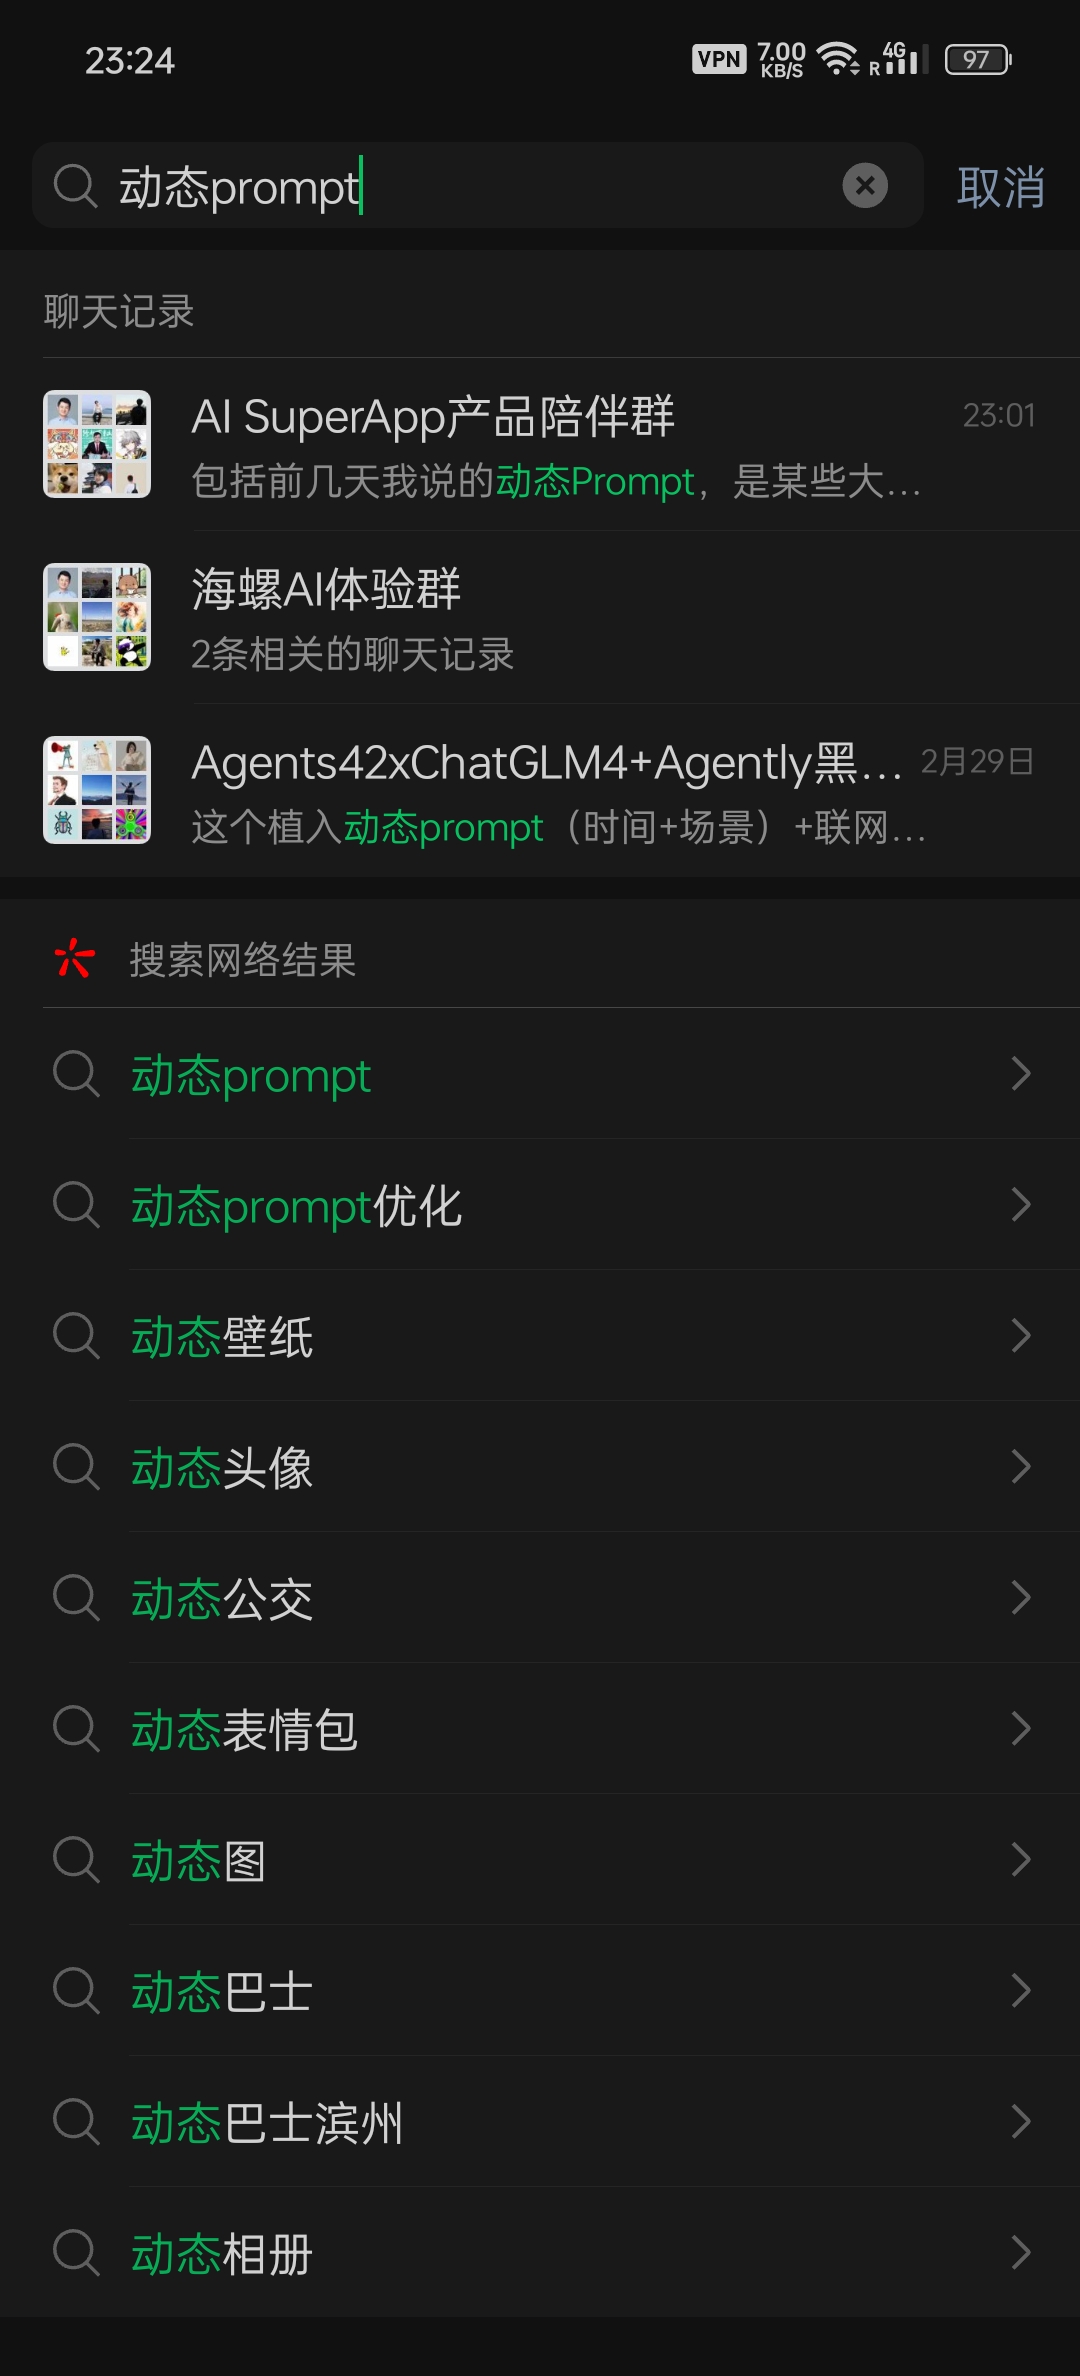 23:24
VPN 7.00 KB/S R 4G 97
动态prompt 取消
聊天记录
AI SuperApp产品陪伴群 23:01
包括前几天我说的动态Prompt，是某些大...
海螺AI体验群
2条相关的聊天记录
Agents42xChatGLM4+Agently黑... 2月29日
这个植入动态prompt（时间+场景）+联网...
搜索网络结果
动态prompt
动态prompt优化
动态壁纸
动态头像
动态公交
动态表情包
动态图
动态巴士
动态巴士滨州
动态相册